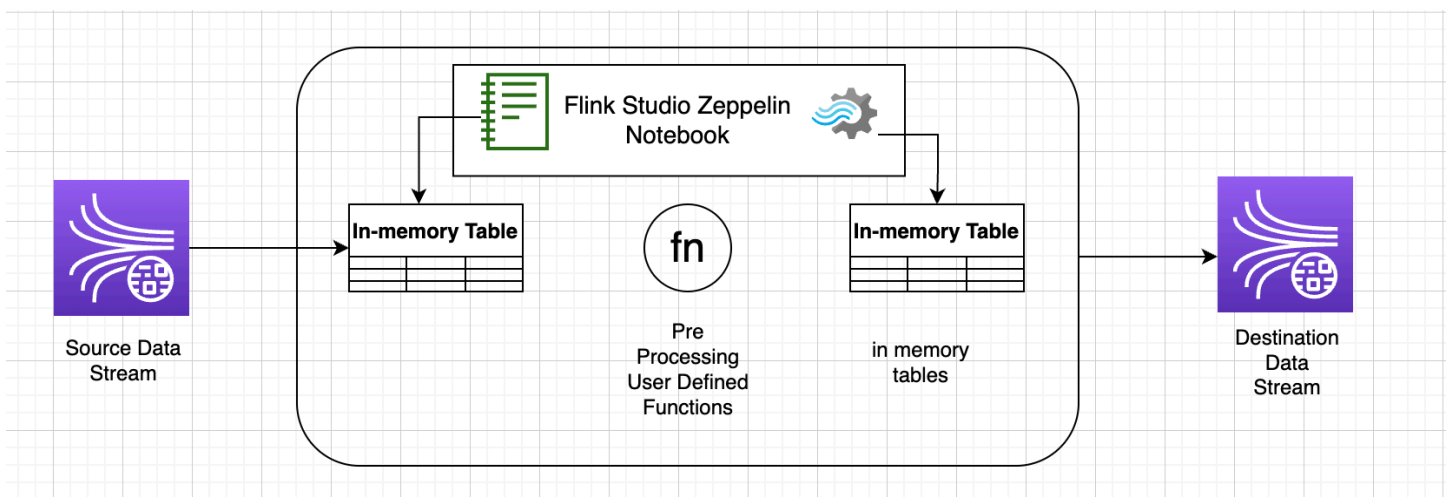 Flink Studio Zeppelin
Notebook
In-memory Table
fn
In-memory Table
Source Data
Stream
Pre
Processing
User Defined
Functions
in memory
tables
Destination
Data
Stream